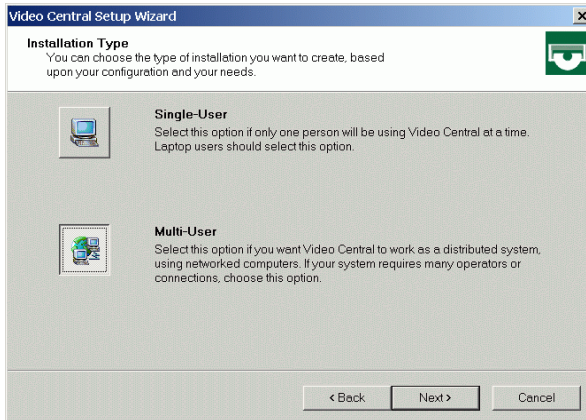 Video Central Setup Wizard
Installation Type
You can choose the type of installation you want to create, based
upon your configuration and your needs.
Single-User
Select this option if only one person will be using Video Central at a time.
Laptop users should select this option.
Multi-User
Select this option if you want Video Central to work as a distributed system,
using networked computers. If your system requires many operators or
connections, choose this option.
< Back Next > Cancel